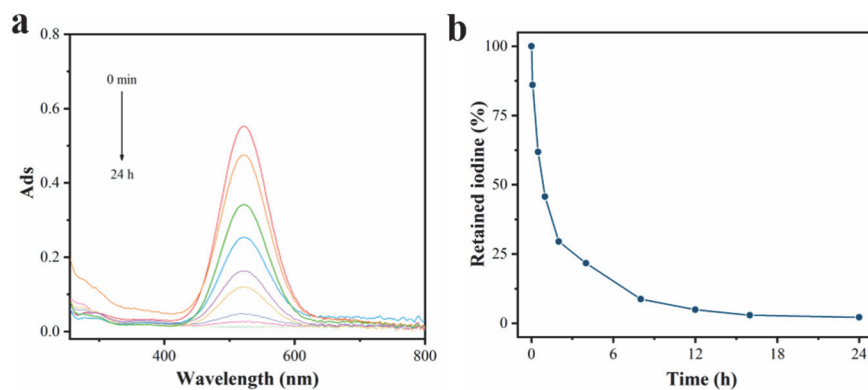 a
0.8
0.6
0.4
0.2
0.0
Ads
0 min
24 h
400
600
800
Wavelength (nm)
b
100
75
50
25
0
Retained iodine (%)
0
6
12
18
24
Time (h)